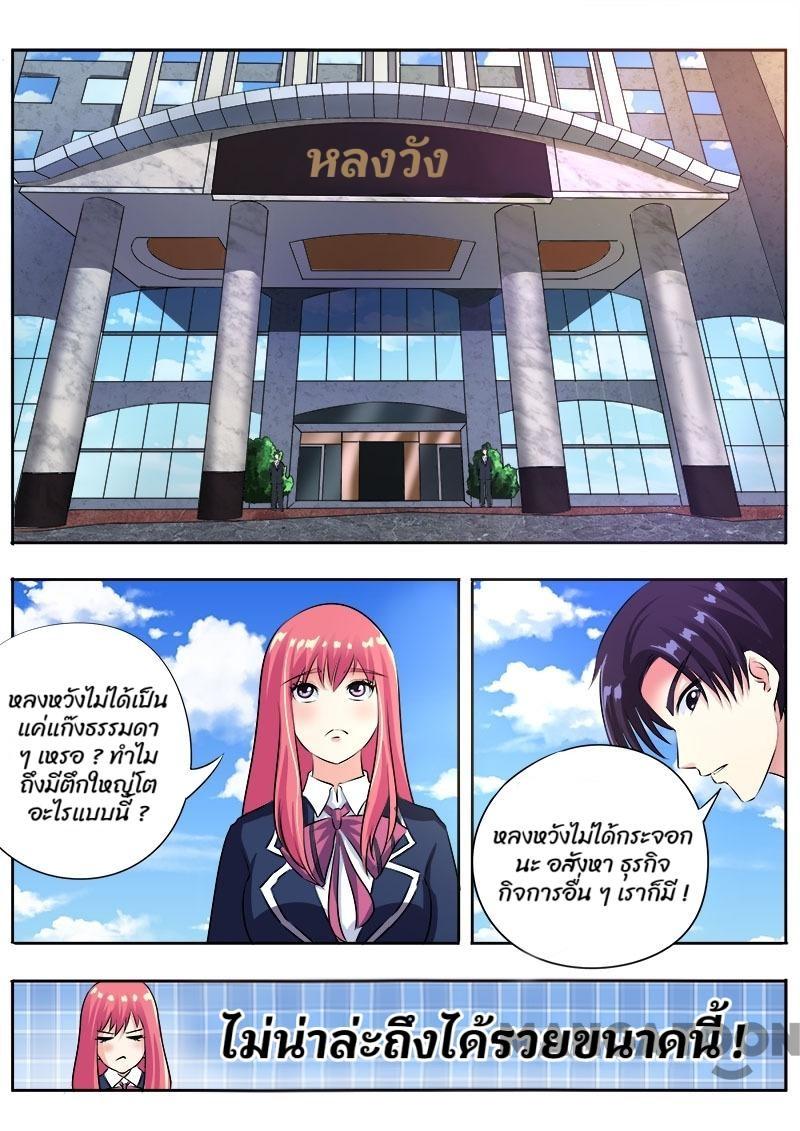 หลงวัง
หลงหวังไม่ได้เป็น
แค่แก๊งธรรมดา
ๆ เหรอ ? ทำไม
ถึงมีตึกใหญ่โต
อะไรแบบนี้ ?
หลงหวังไม่ได้กระจอก
นะ อสังหา ธุรกิจ
กิจการอื่น ๆ เราก็มี !
ไม่น่าล่ะถึงได้รวยขนาดนี้ !
MANGATOON